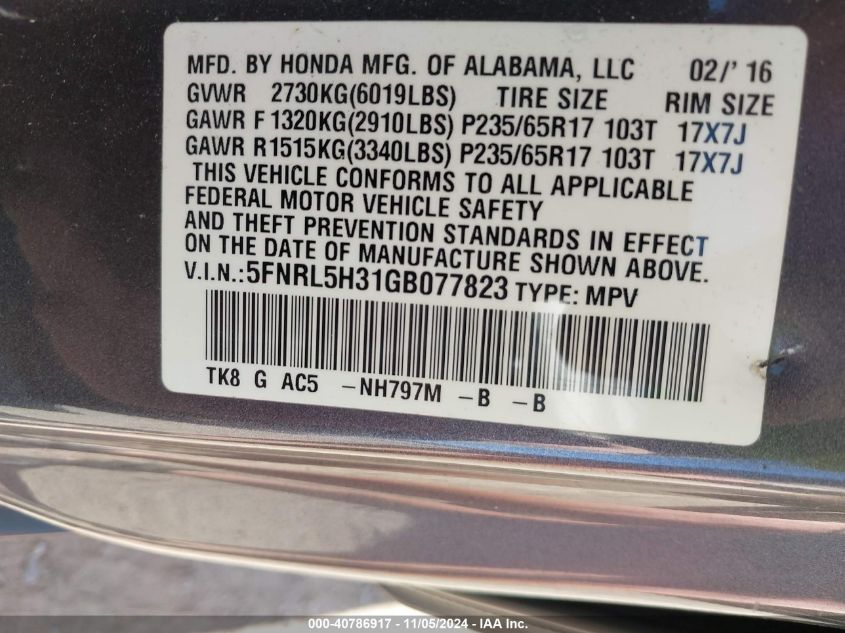 MFD. BY HONDA MFG. OF ALABAMA, LLC 02/' 16
GVWR 2730KG(6019LBS) TIRE SIZE RIM SIZE
GAWR F 1320KG(2910LBS) P235/65R17 103T 17X7J
GAWR R1515KG(3340LBS) P235/65R17 103T 17X7J
THIS VEHICLE CONFORMS TO ALL APPLICABLE
FEDERAL MOTOR VEHICLE SAFETY
AND THEFT PREVENTION STANDARDS IN EFFECT
ON THE DATE OF MANUFACTURE SHOWN ABOVE.
V.I.N.:5FNRL5H31GB077823 TYPE: MPV
TK8 G AC5 -NH797M -B -B
000-40786917 - 11/05/2024 - IAA Inc.